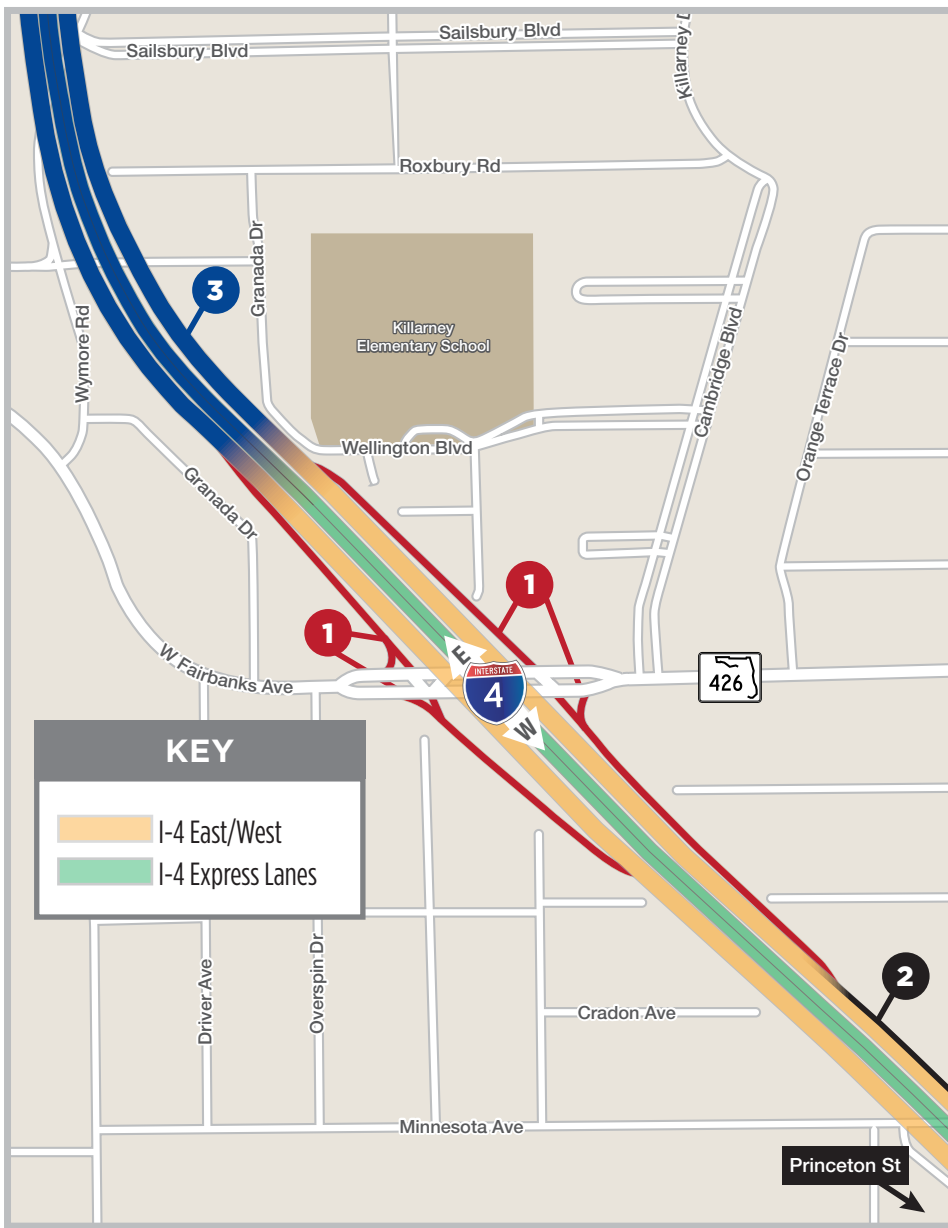 Sailsbury Blvd
Sailsbury Blvd
Killarney D
Roxbury Rd
Granada Dr
3
Killarney
Elementary School
Wymore Rd
Cambridge Blvd
Orange Terrace Dr
Wellington Blvd
Granada Dr
1
1
W Fairbanks Ave
E
INTERSTATE
4
W
426
KEY
I-4 East/West
I-4 Express Lanes
Driver Ave
Overspin Dr
2
Cradon Ave
Minnesota Ave
Princeton St